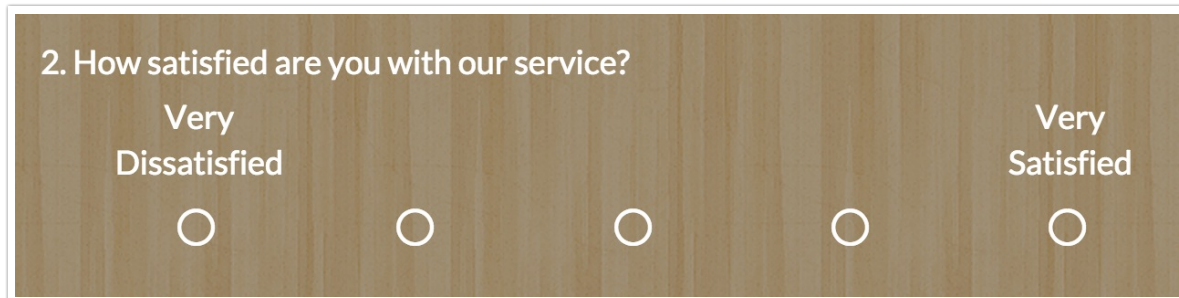 2. How satisfied are you with our service?
Very
Dissatisfied
Very
Satisfied